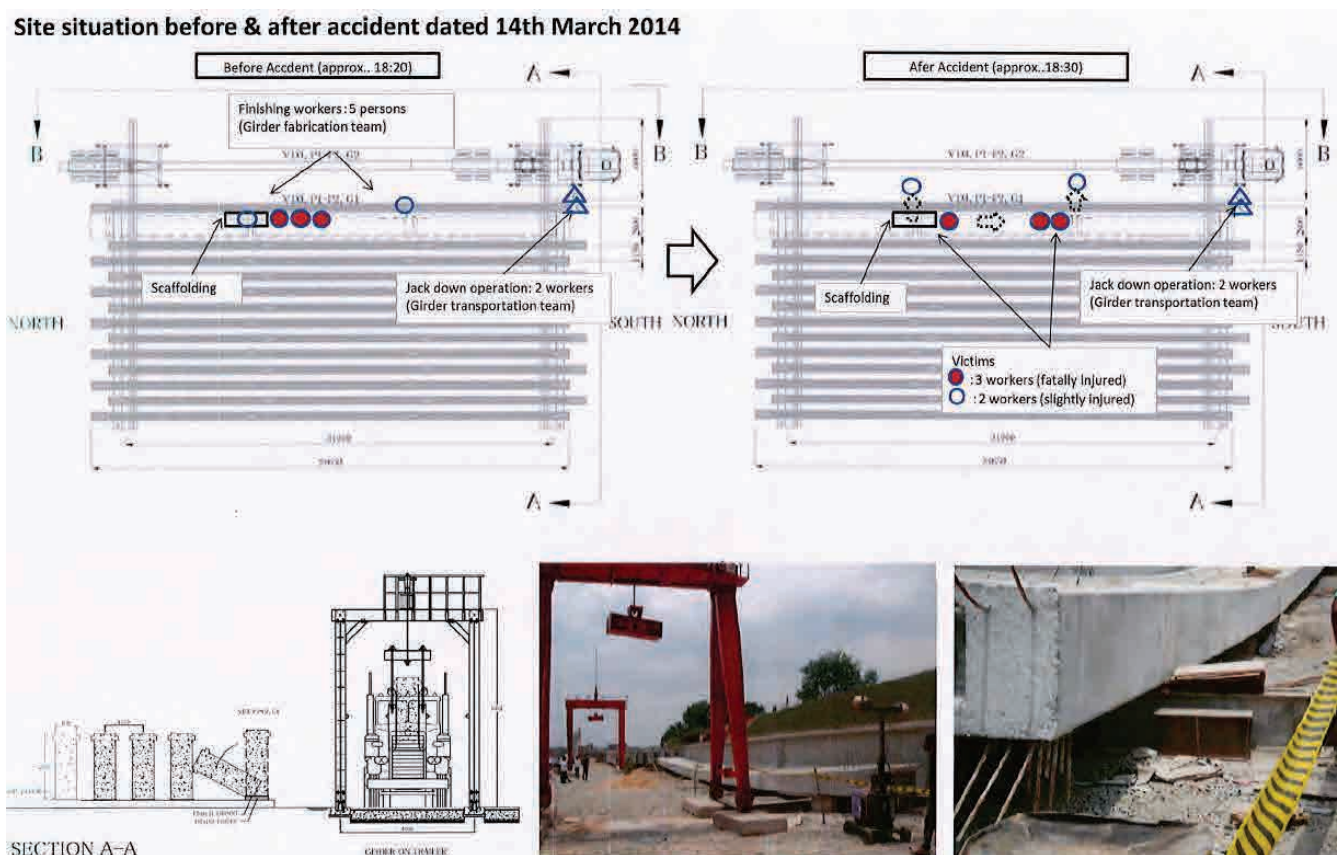 Site situation before & after accident dated 14th March 2014
Before Accdent (approx.. 18:20)
A
Finishing workers : 5 persons
(Girder fabrication team)
B
B
Scaffolding
Jack down operation: 2 workers
(Girder transportation team)
NORTH
SOUTH
A
Afer Accident (approx..18:30)
A
B
B
Scaffolding
Jack down operation: 2 workers
(Girder transportation team)
NORTH
SOUTH
Victims
: 3 workers (fatally injured)
: 2 workers (slightly injured)
A
SECTION A-A
GIRDER ON TRAILER